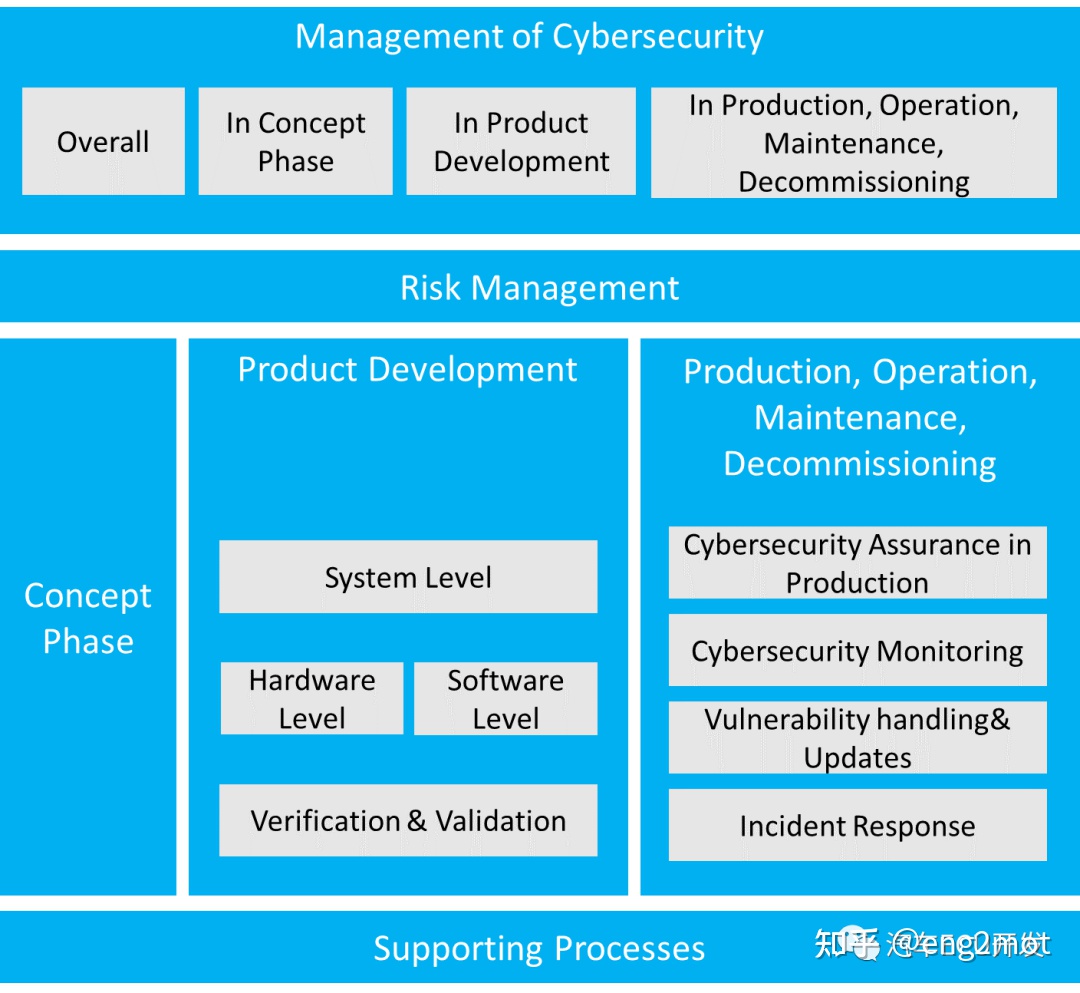 Management of Cybersecurity
Overall
In Concept
Phase
In Product
Development
In Production, Operation,
Maintenance,
Decommissioning
Risk Management
Concept
Phase
Product Development
System Level
Hardware
Level
Software
Level
Verification & Validation
Production, Operation,
Maintenance,
Decommissioning
Cybersecurity Assurance in
Production
Cybersecurity Monitoring
Vulnerability handling&
Updates
Incident Response
Supporting Processes
知乎 @eng2mot